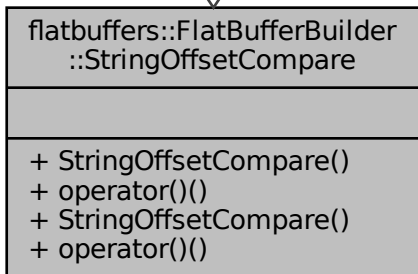 flatbuffers::FlatBufferBuilder
::StringOffsetCompare
+ StringOffsetCompare()
+ operator()()
+ StringOffsetCompare()
+ operator()()